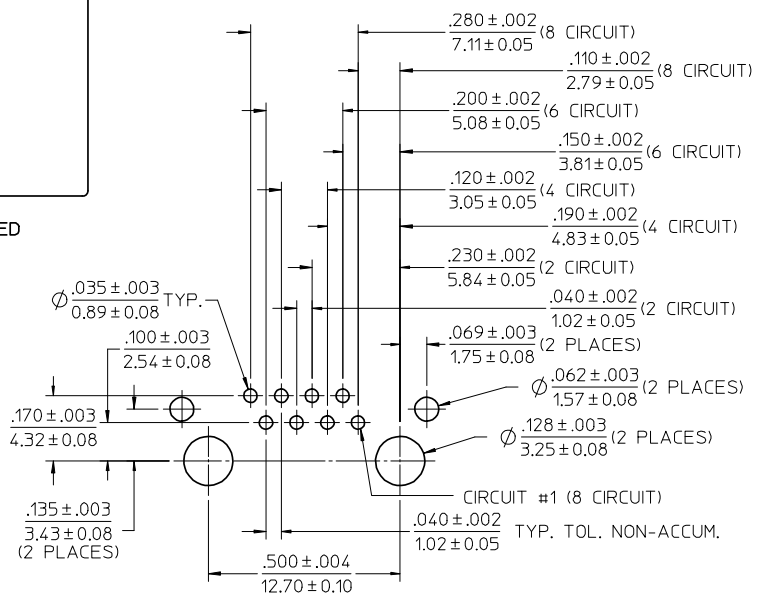 .280±.002
7.11±0.05 (8 CIRCUIT)
.110±.002
2.79±0.05 (8 CIRCUIT)
.200±.002
5.08±0.05 (6 CIRCUIT)
.150±.002
3.81±0.05 (6 CIRCUIT)
.120±.002
3.05±0.05 (4 CIRCUIT)
.190±.002
4.83±0.05 (4 CIRCUIT)
ED
.230±.002
5.84±0.05 (2 CIRCUIT)
.040±.002
1.02±0.05 (2 CIRCUIT)
Ø .035±.003
0.89±0.08 TYP.
.069±.003
1.75±0.08 (2 PLACES)
.100±.003
2.54±0.08
Ø .062±.003
1.57±0.08 (2 PLACES)
.170±.003
4.32±0.08
Ø .128±.003
3.25±0.08 (2 PLACES)
CIRCUIT #1 (8 CIRCUIT)
.135±.003
3.43±0.08
(2 PLACES)
.040±.002
1.02±0.05 TYP. TOL. NON-ACCUM.
.500±.004
12.70±0.10